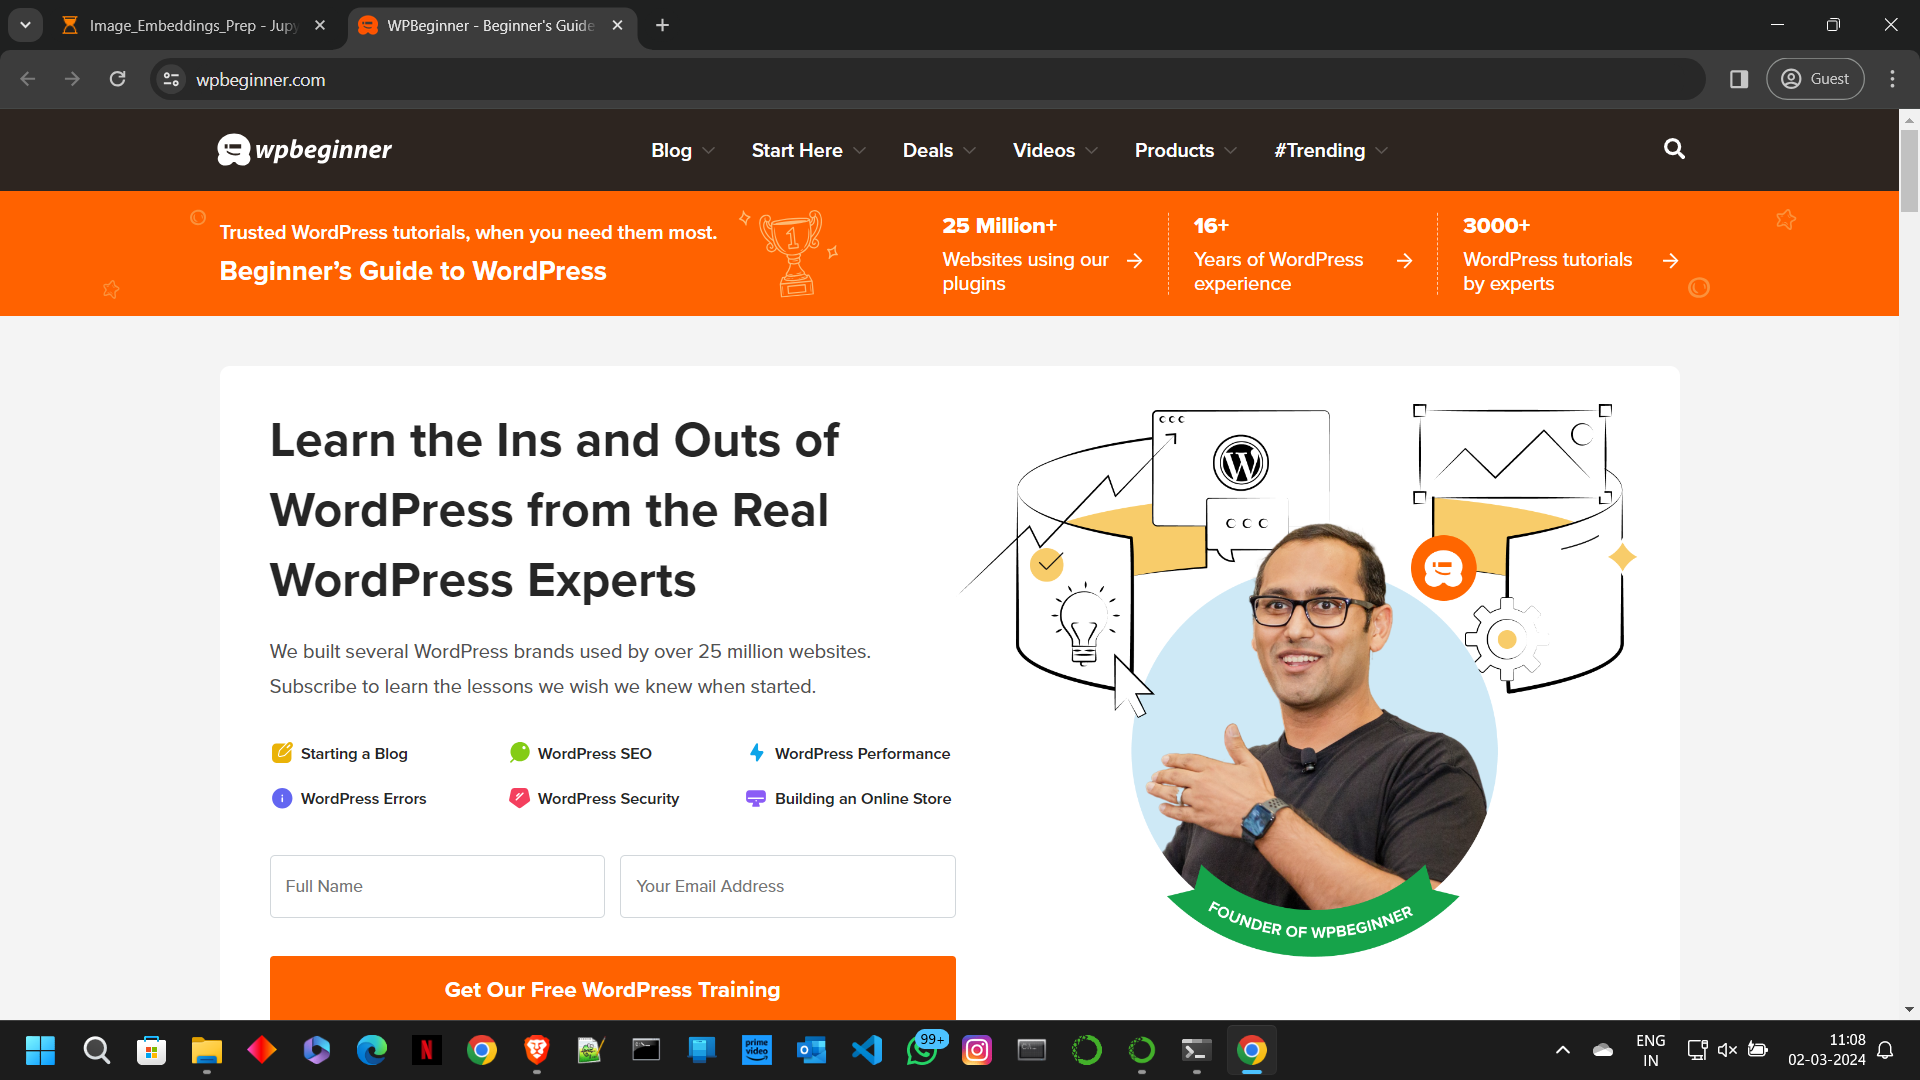 Image_Embeddings_Prep - Jupy
WPBeginner - Beginner's Guide
wpbeginner.com
Guest
wpbeginner
Blog
Start Here
Deals
Videos
Products
#Trending
Trusted WordPress tutorials, when you need them most.
Beginner’s Guide to WordPress
1
25 Million+
Websites using our
plugins
16+
Years of WordPress
experience
3000+
WordPress tutorials
by experts
Learn the Ins and Outs of
WordPress from the Real
WordPress Experts
We built several WordPress brands used by over 25 million websites.
Subscribe to learn the lessons we wish we knew when started.
Starting a Blog
WordPress SEO
WordPress Performance
WordPress Errors
WordPress Security
Building an Online Store
Full Name
Your Email Address
Get Our Free WordPress Training
FOUNDER OF WPBEGINNER
prime
video
99+
ENG
IN
11:08
02-03-2024